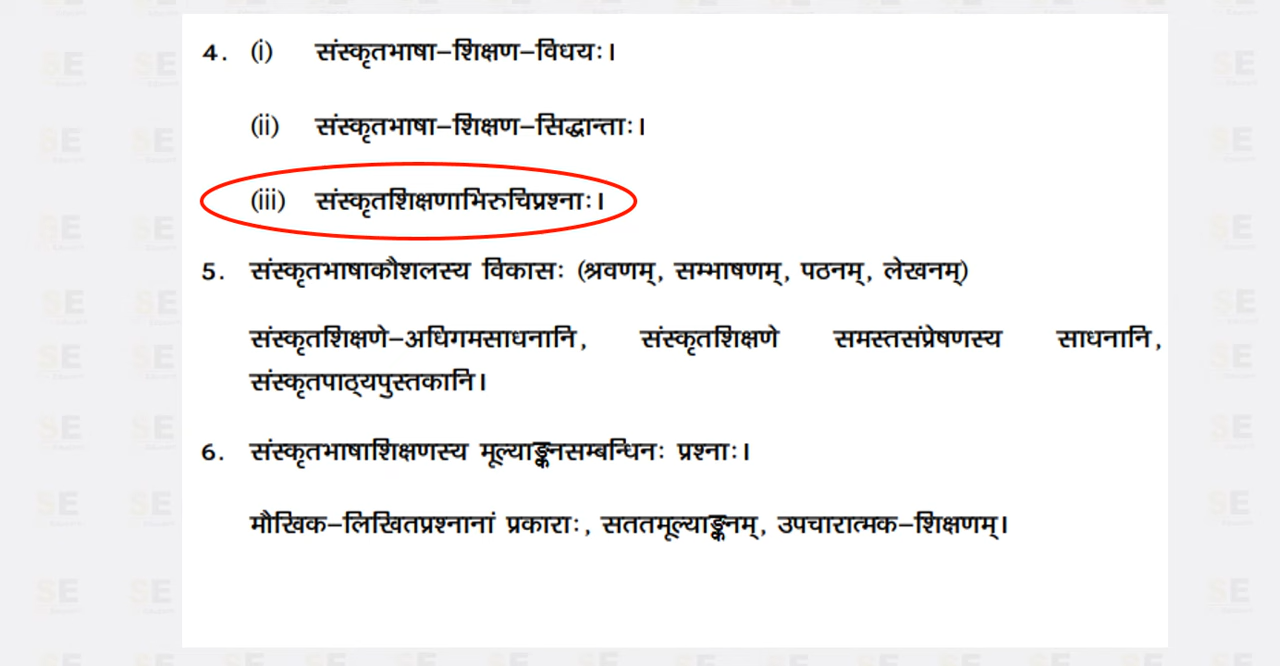 4. (i) संस्कृतभाषा–शिक्षण–विधयः।
(ii) संस्कृतभाषा–शिक्षण–सिद्धान्ताः।
(iii) संस्कृतशिक्षणाभिरुचिप्रश्नाः।
5. संस्कृतभाषाकौशलस्य विकासः (श्रवणम्, सम्भाषणम्, पठनम्, लेखनम्)
संस्कृतशिक्षणे–अधिगमसाधनानि, संस्कृतशिक्षणे समस्तसंप्रेषणस्य साधनानि,
संस्कृतपाठ्यपुस्तकानि।
6. संस्कृतभाषाशिक्षणस्य मूल्याङ्कनसम्बन्धिनः प्रश्नाः।
मौखिक–लिखितप्रश्नानां प्रकाराः, सततमूल्याङ्कनम्, उपचारात्मक–शिक्षणम्।